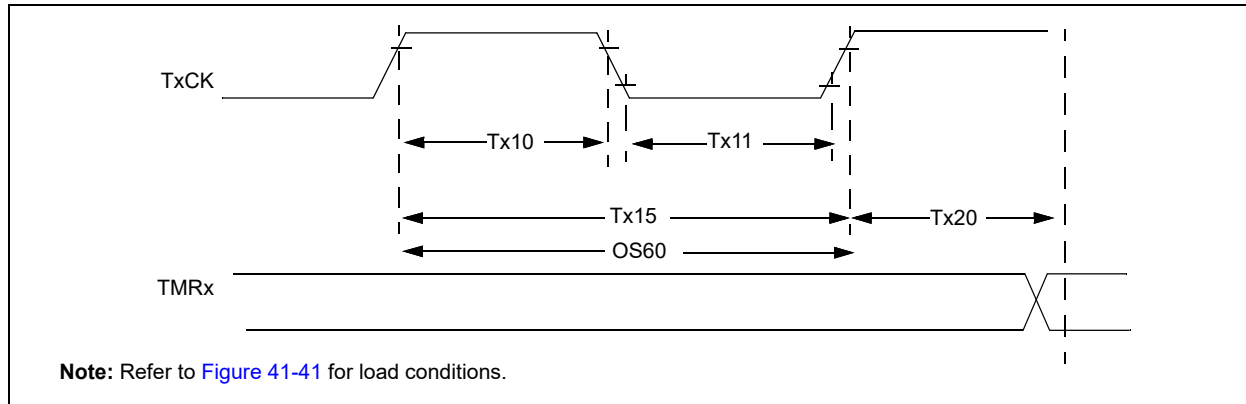 TxCK
Tx10
Tx11
Tx15
Tx20
OS60
TMRx
Note: Refer to Figure 41-41 for load conditions.